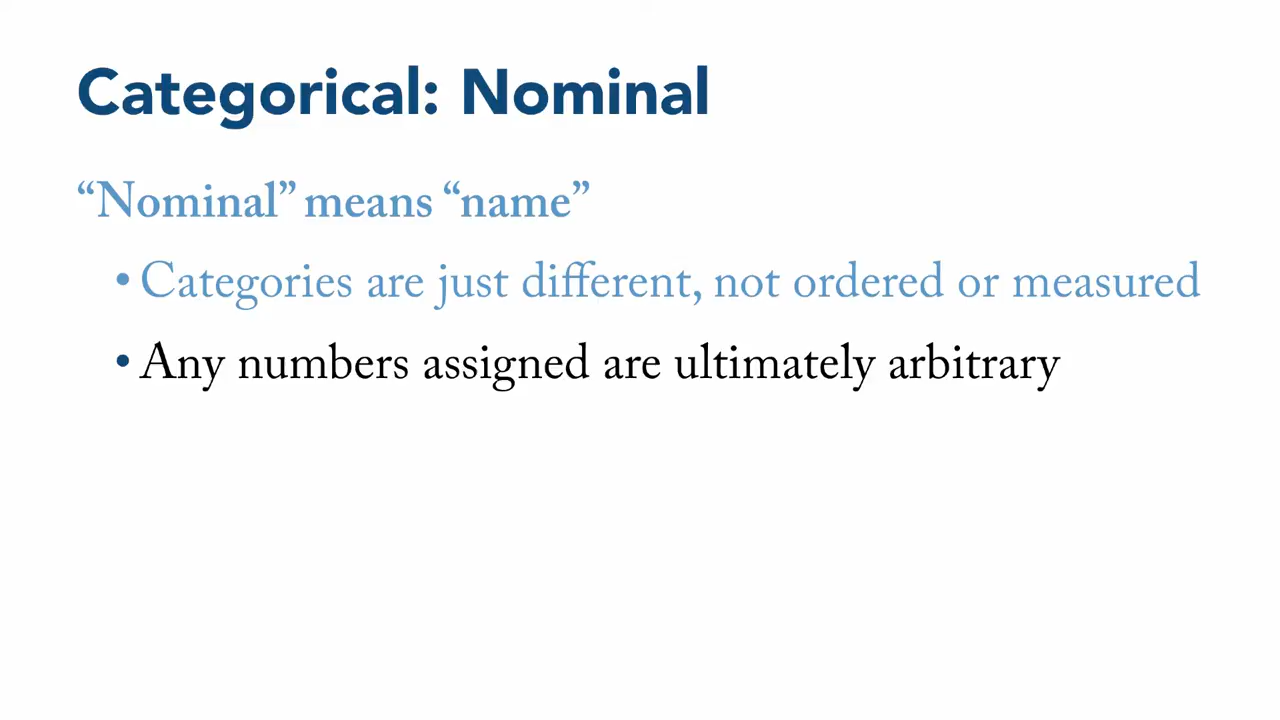 Categorical: Nominal
“Nominal” means “name”
• Categories are just different, not ordered or measured
• Any numbers assigned are ultimately arbitrary